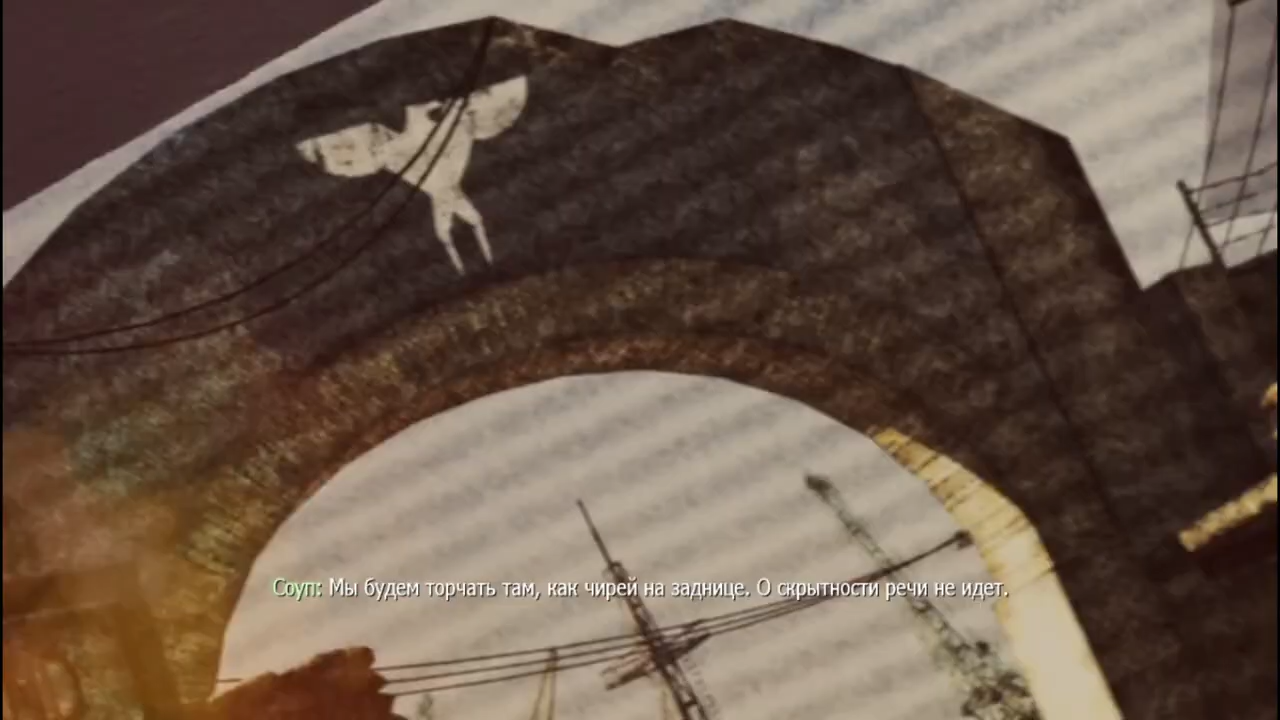 Соуп: Мы будем торчать там, как чирей на заднице. О скрытности речи не идет.